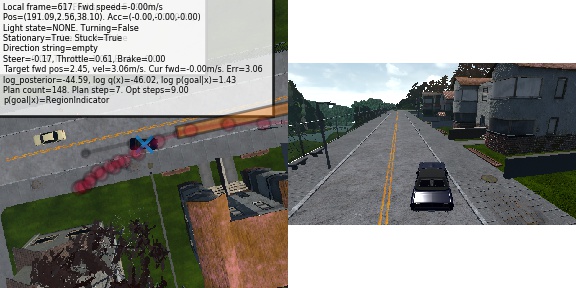 Local frame=617: Fwd speed=-0.00m/s
Pos=(191.09,2.56,38.10). Acc=(-0.00,-0.00,-0.00)
Light state=NONE. Turning=False
Stationary=True: Stuck=True
Direction string=empty
Steer=-0.17, Throttle=0.61, Brake=0.00
Target fwd pos=2.45, vel=3.06m/s. Cur fwd=-0.00m/s. Err=3.06
log_posterior=-44.59, log q(x)=-46.02, log p(goal|x)=1.43
Plan count=148. Plan step=7. Opt steps=9.00
p(goal|x)=RegionIndicator